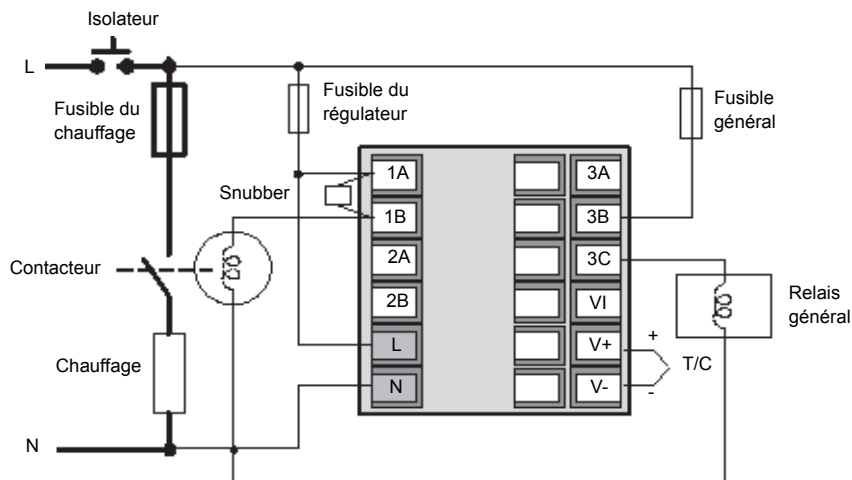 Isolateur
L
Fusible du
chauffage
Fusible du
régulateur
Fusible
général
Snubber
1A
3A
1B
3B
Contacteur
2A
3C
2B
VI
Relais
général
Chauffage
L
V+
+
T/C
N
V-
-
N